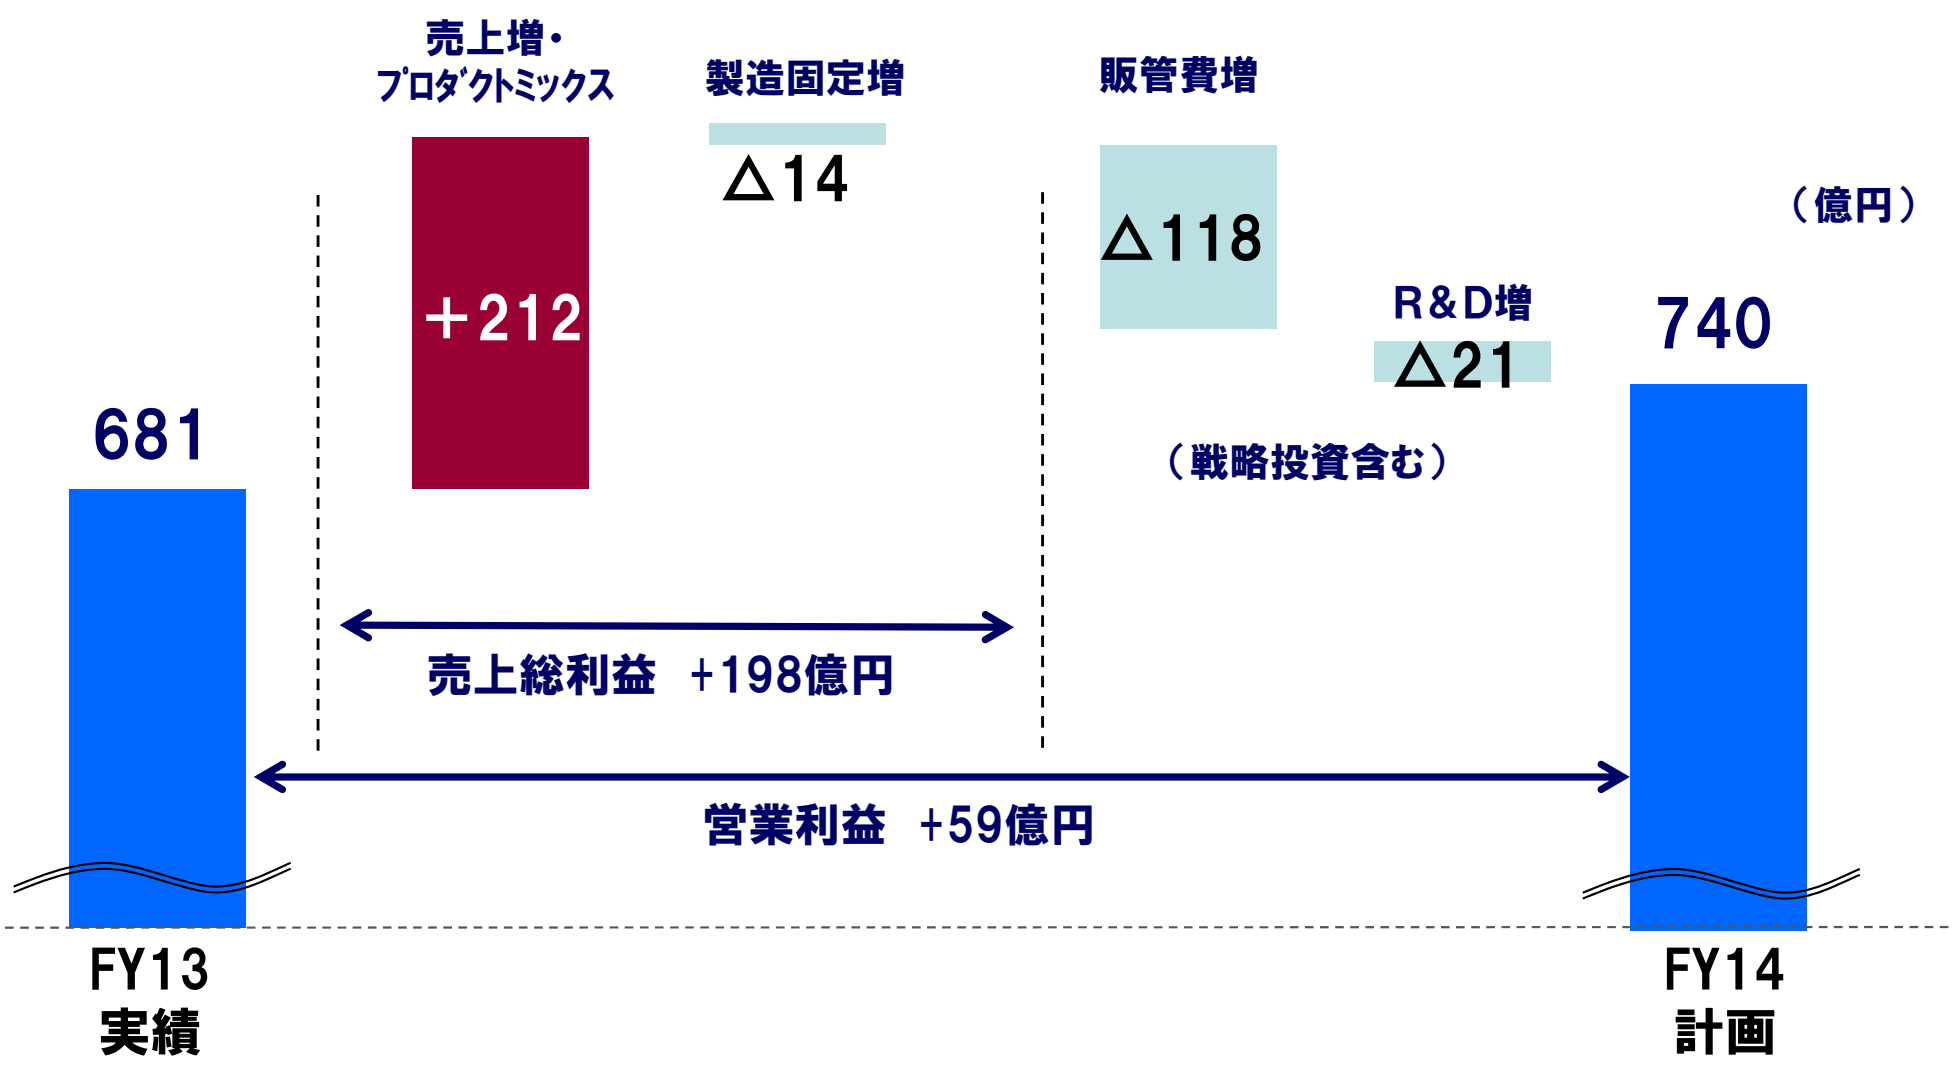 売上増・
プロダクトミックス
+212
製造固定増
△14
販管費増
△118
(億円)
R&D増
△21
(戦略投資含む)
681
740
売上総利益 +198億円
営業利益 +59億円
FY13
実績
FY14
計画